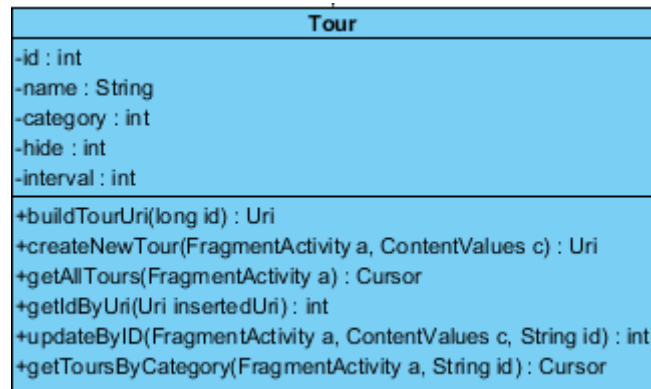 Tour
-id : int
-name : String
-category : int
-hide : int
-interval : int
+buildTourUri(long id) : Uri
+createNewTour(FragmentActivity a, ContentValues c) : Uri
+getAllTours(FragmentActivity a) : Cursor
+getIdByUri(Uri insertedUri) : int
+updateByID(FragmentActivity a, ContentValues c, String id) : int
+getToursByCategory(FragmentActivity a, String id) : Cursor